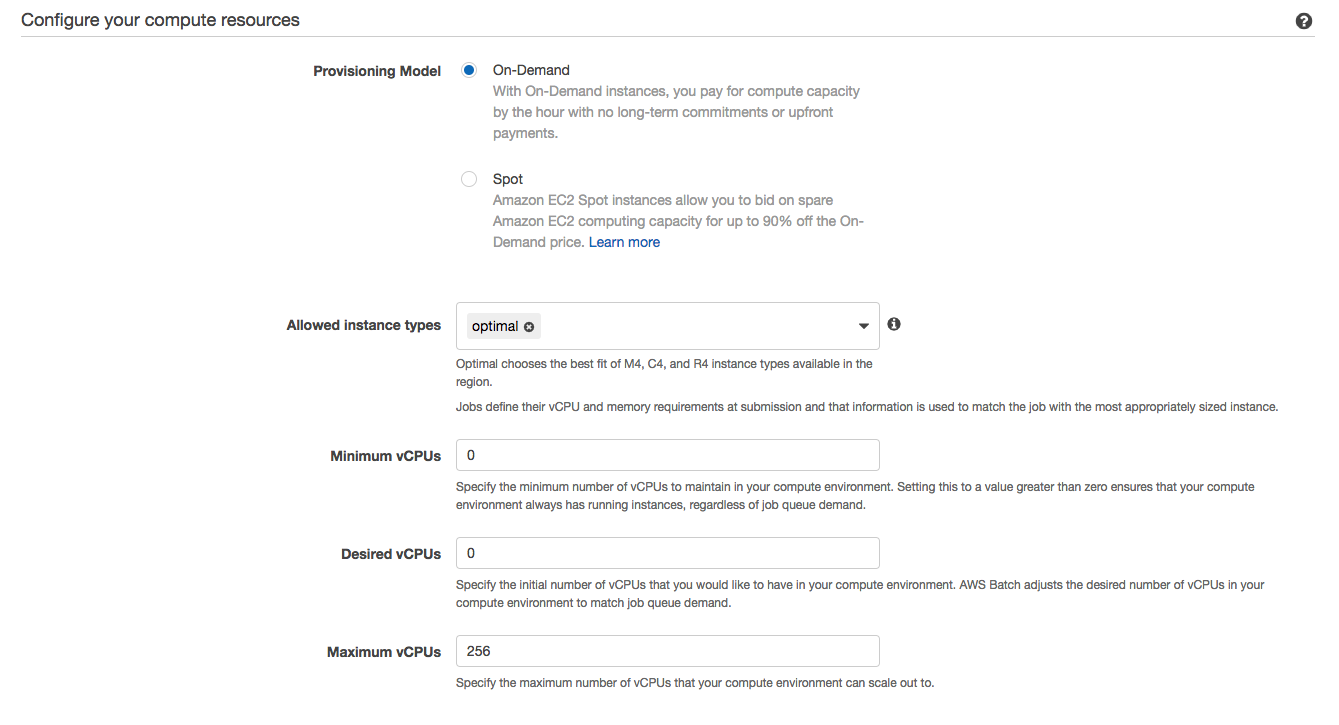 Configure your compute resources
Provisioning Model
On-Demand
With On-Demand instances, you pay for compute capacity
by the hour with no long-term commitments or upfront
payments.
Spot
Amazon EC2 Spot instances allow you to bid on spare
Amazon EC2 computing capacity for up to 90% off the On-
Demand price. Learn more
Allowed instance types
optimal
Optimal chooses the best fit of M4, C4, and R4 instance types available in the
region.
Jobs define their vCPU and memory requirements at submission and that information is used to match the job with the most appropriately sized instance.
Minimum vCPUs
0
Specify the minimum number of vCPUs to maintain in your compute environment. Setting this to a value greater than zero ensures that your compute
environment always has running instances, regardless of job queue demand.
Desired vCPUs
0
Specify the initial number of vCPUs that you would like to have in your compute environment. AWS Batch adjusts the desired number of vCPUs in your
compute environment to match job queue demand.
Maximum vCPUs
256
Specify the maximum number of vCPUs that your compute environment can scale out to.